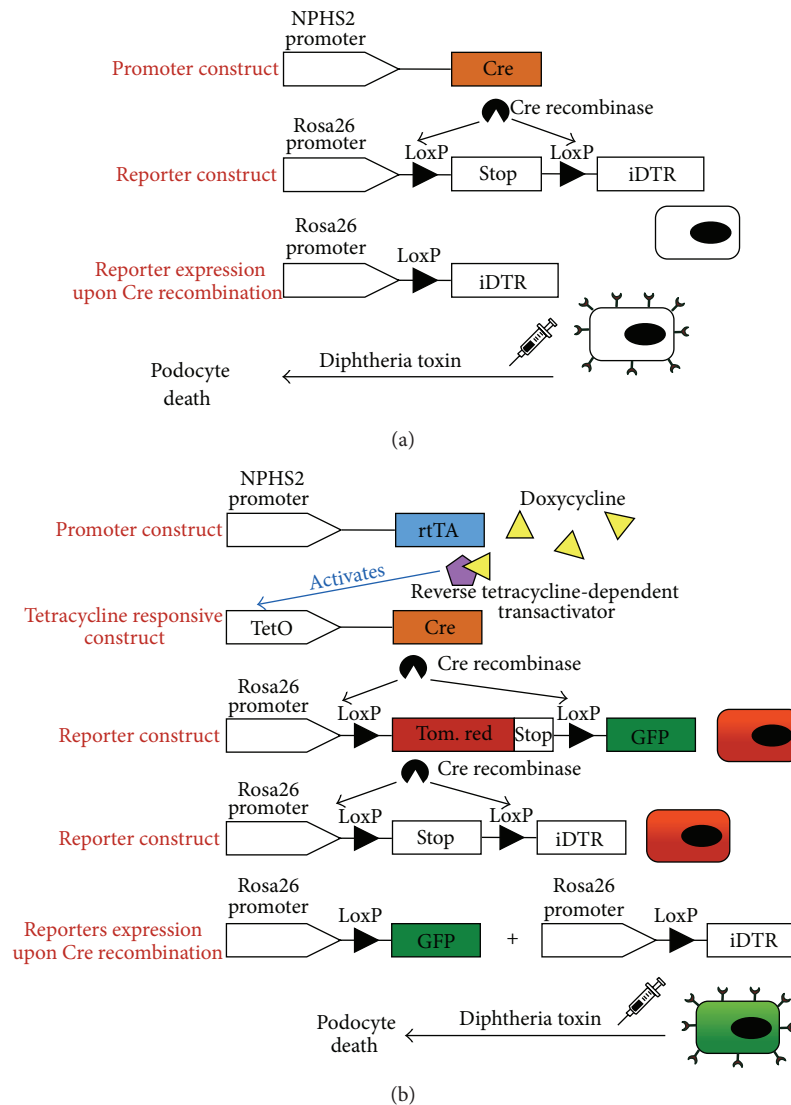 NPHS2
promoter
Promoter construct
Cre
Cre recombinase
Rosa26
promoter
LoxP
LoxP
Reporter construct
Stop
iDTR
Rosa26
promoter
LoxP
Reporter expression
upon Cre recombination
iDTR
Diphtheria toxin
Podocyte
death
(a)
NPHS2
promoter
Doxycycline
Promoter construct
rtTA
Activates
Reverse tetracycline-dependent
transactivator
Tetracycline responsive
construct
TetO
Cre
Cre recombinase
Rosa26
promoter
LoxP
LoxP
Reporter construct
Tom. red
Stop
GFP
Cre recombinase
Rosa26
promoter
LoxP
LoxP
Reporter construct
Stop
iDTR
Rosa26
promoter
LoxP
Rosa26
promoter
LoxP
Reporters expression
upon Cre recombination
GFP
+
iDTR
Diphtheria toxin
Podocyte
death
(b)